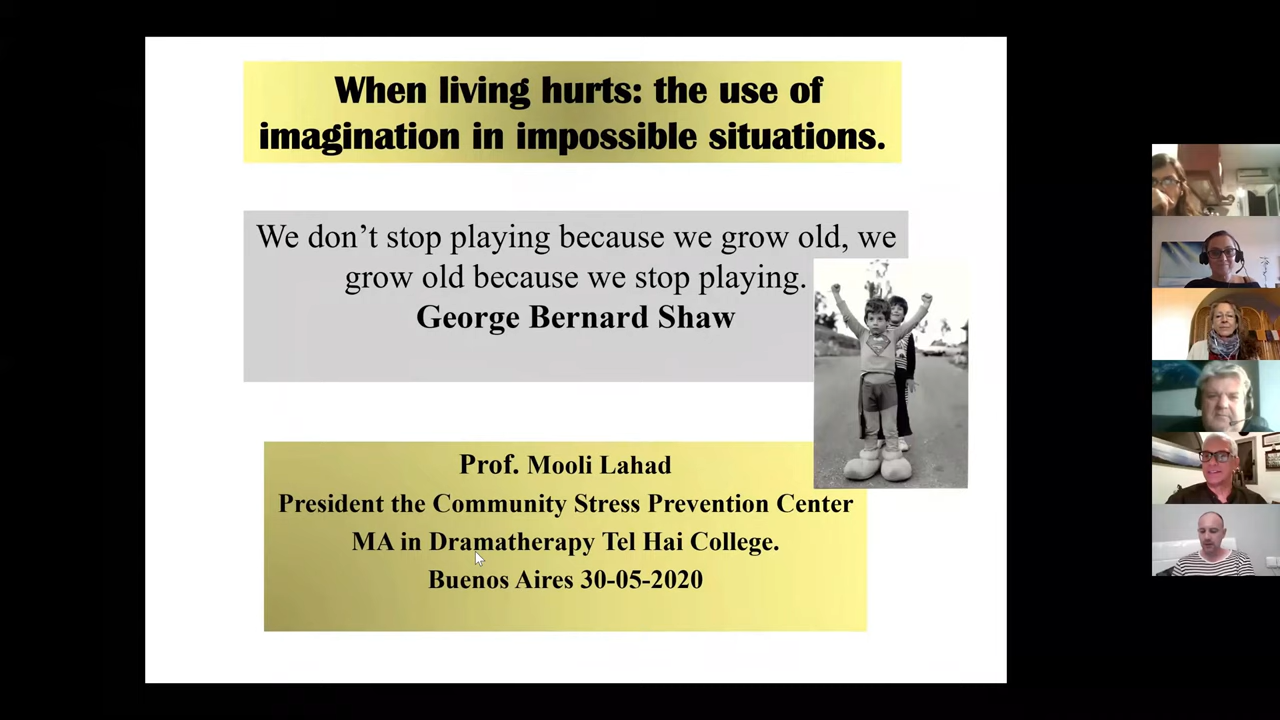 When living hurts: the use of
imagination in impossible situations.
We don’t stop playing because we grow old, we
grow old because we stop playing.
George Bernard Shaw
Prof. Mooli Lahad
President the Community Stress Prevention Center
MA in Dramatherapy Tel Hai College.
Buenos Aires 30-05-2020